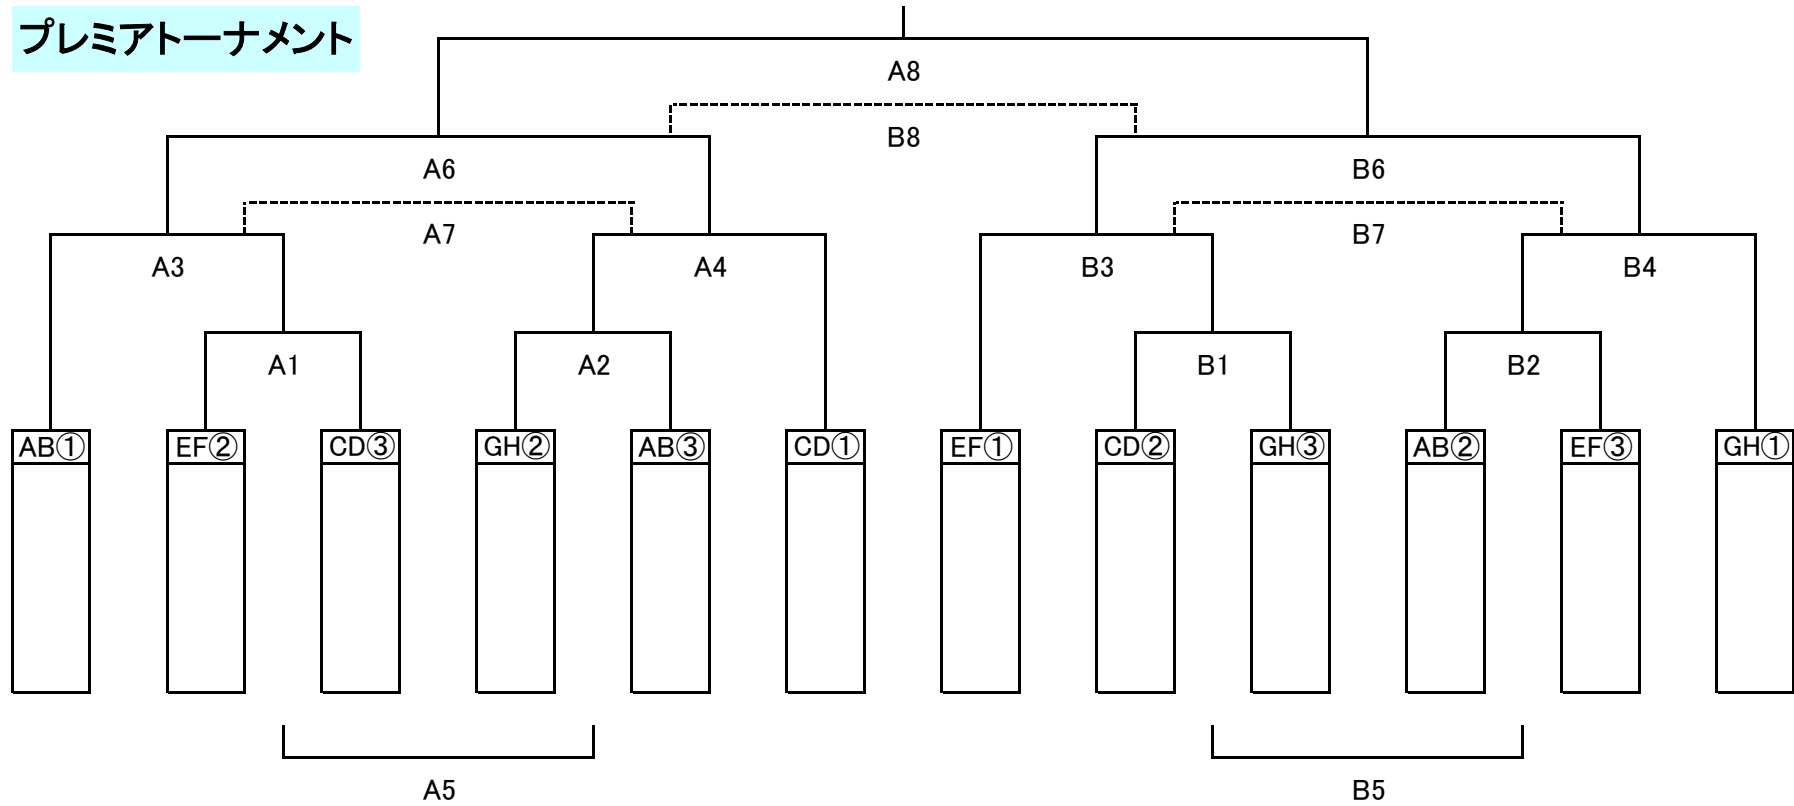 プレミアトーナメント
A8
B8
A6 B6
A7 B7
A3 A4 B3 B4
A1 A2 B1 B2
AB① EF② CD③ GH② AB③ CD① EF① CD② GH③ AB② EF③ GH①
A5 B5